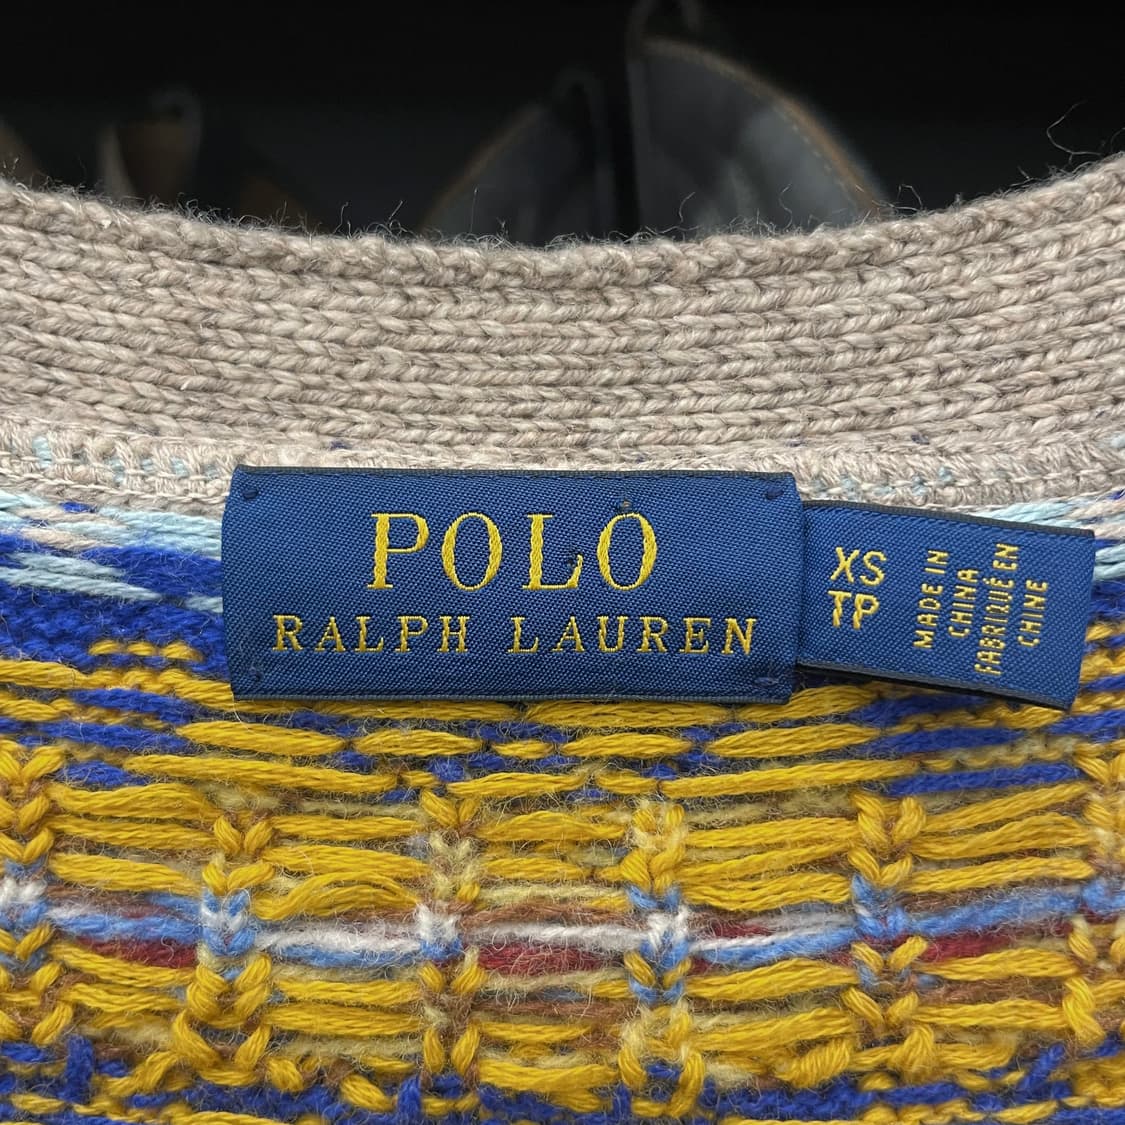 POLO
RALPH LAUREN
XS
TP
MADE IN
CHINA
FABRIQUÉ EN
CHINE